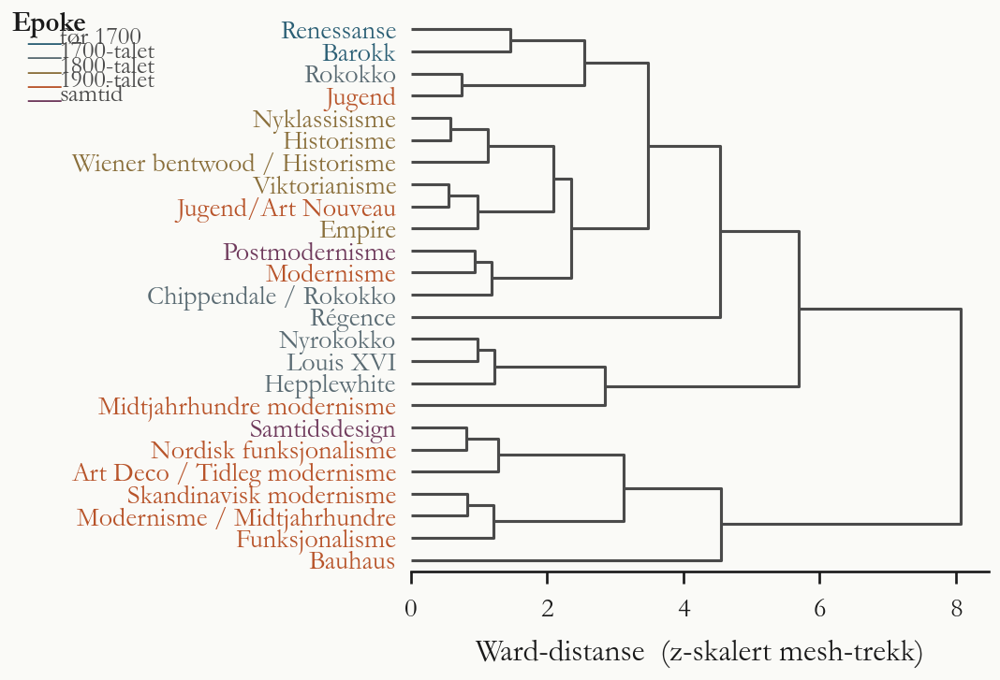 Epoke
før 1700
1700-talet
1800-talet
1900-talet
samtid
Renessanse
Barokk
Rokokko
Jugend
Nyklassisisme
Historisme
Wiener bentwood / Historisme
Viktorianisme
Jugend/Art Nouveau
Empire
Postmodernisme
Modernisme
Chippendale / Rokokko
Régence
Nyrokokko
Louis XVI
Hepplewhite
Midtjahrhundre modernisme
Samtidsdesign
Nordisk funksjonalisme
Art Deco / Tidleg modernisme
Skandinavisk modernisme
Modernisme / Midtjahrhundre
Funksjonalisme
Bauhaus
0 2 4 6 8
Ward-distanse (z-skalert mesh-trekk)